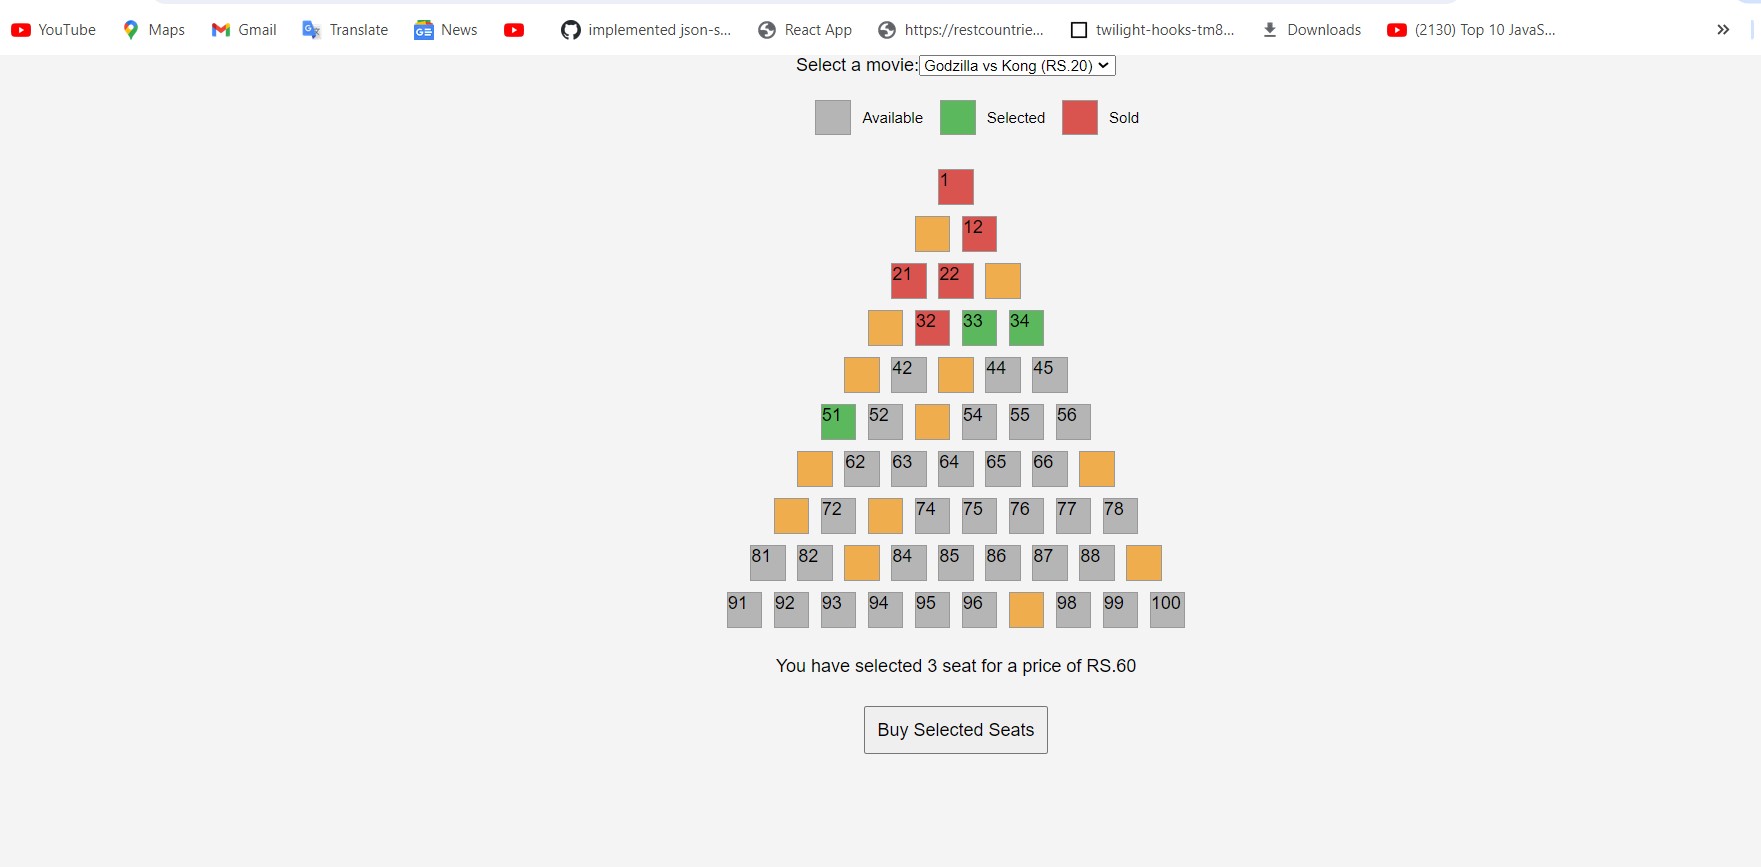 YouTube Maps Gmail Translate News implemented json-s... React App https://restcountrie... twilight-hooks-tm8... Downloads (2130) Top 10 JavaS... »
Select a movie: Godzilla vs Kong (RS.20)
Available Selected Sold
1
12
21 22
32 33 34
42 44 45
51 52 54 55 56
62 63 64 65 66
72 74 75 76 77 78
81 82 84 85 86 87 88
91 92 93 94 95 96 98 99 100
You have selected 3 seat for a price of RS.60
Buy Selected Seats